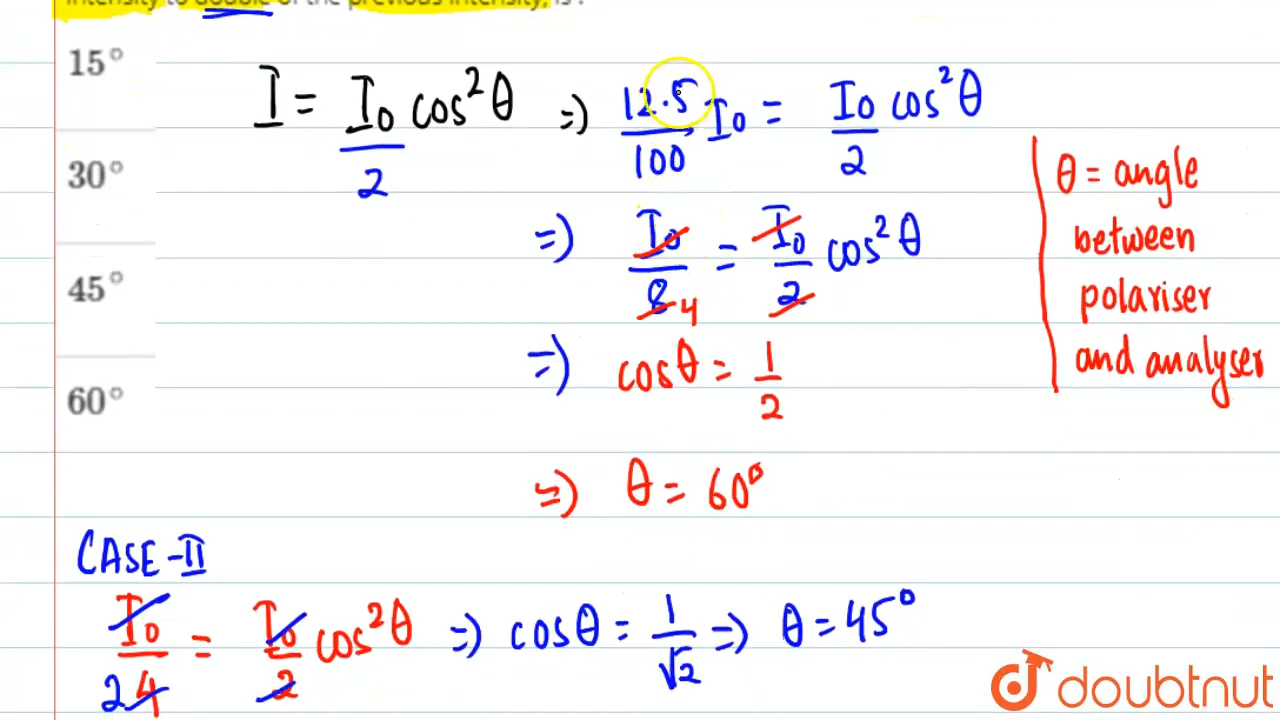 intensity to double of the previous intensity, is :
15°
I = I₀/2 cos²θ ⇒ 12.5/100 I₀ = I₀/2 cos²θ
30°
θ = angle between polariser and analyser
⇒ I₀/8 4 = I₀/2 cos²θ
45°
⇒ cosθ = 1/2
60°
⇒ θ = 60°
CASE-II
I₀/2 4 = I₀/2 cos²θ ⇒ cosθ = 1/√2 ⇒ θ = 45°
doubtnut